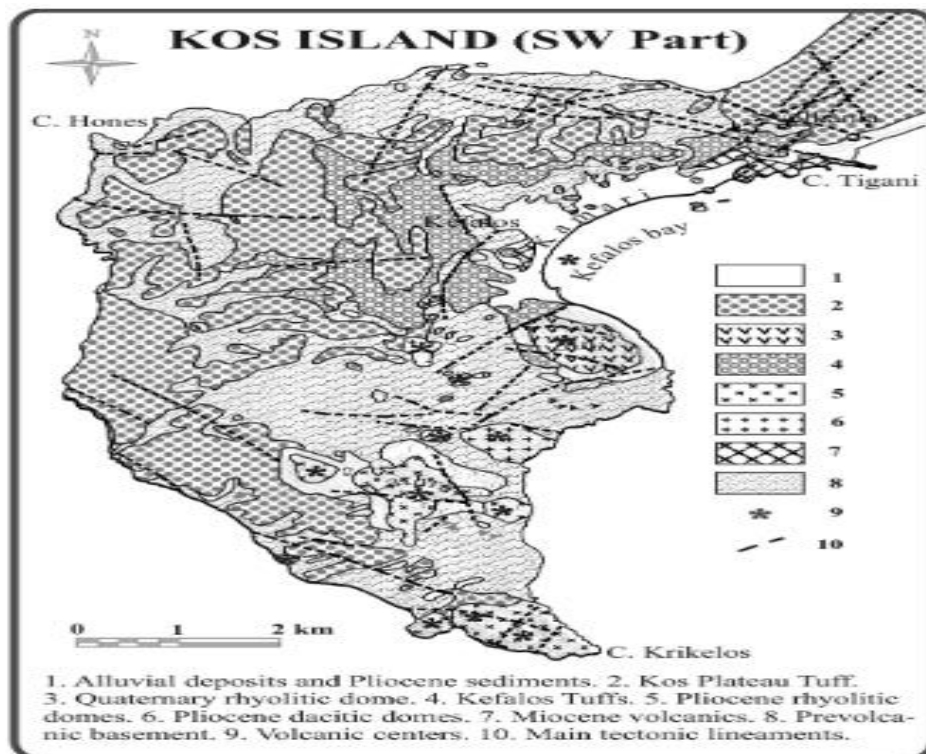 N
KOS ISLAND (SW Part)
C. Hones
C. Tigani
Kefalos
Kamari
Kefalos bay
1
2
3
4
5
6
7
8
9
10
0 1 2 km
C. Krikelos
1. Alluvial deposits and Pliocene sediments. 2. Kos Plateau Tuff.
3. Quaternary rhyolitic dome. 4. Kefalos Tuffs. 5. Pliocene rhyolitic
domes. 6. Pliocene dacitic domes. 7. Miocene volcanics. 8. Prevolca-
nic basement. 9. Volcanic centers. 10. Main tectonic lineaments.